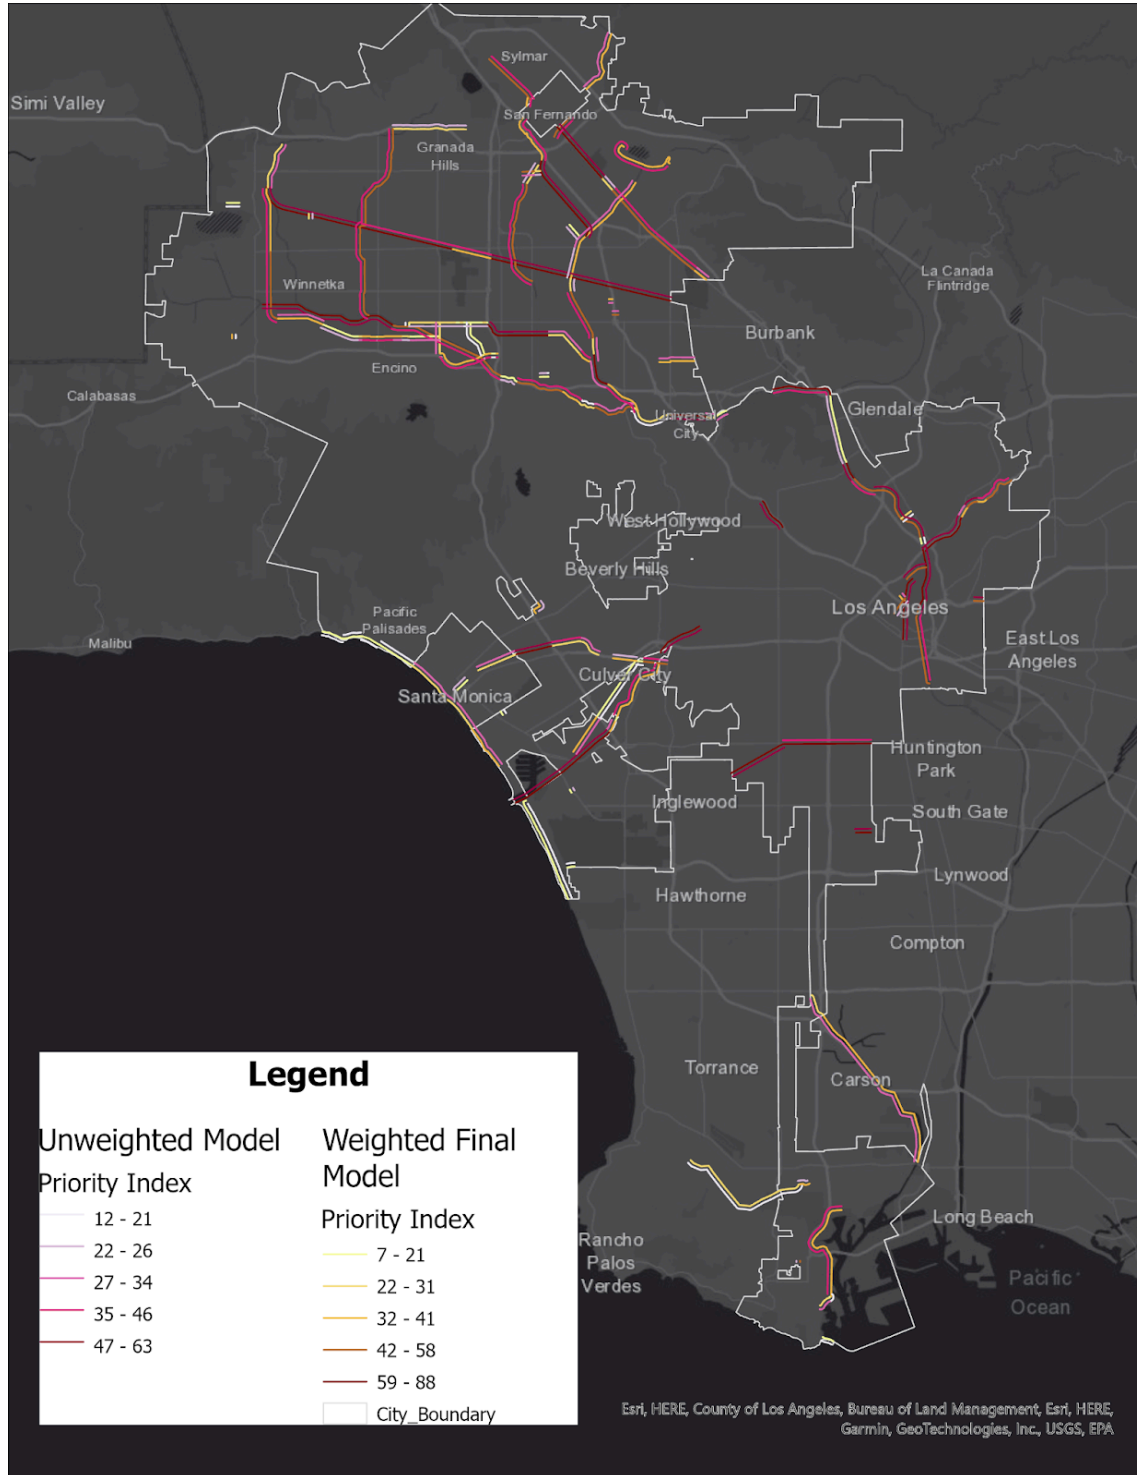 Sylmar
Simi Valley
San Fernando
Granada
Hills
La Canada
Flintridge
Winnetka
Burbank
Encino
Calabasas
Glendale
Universal
City
West Hollywood
Beverly Hills
Pacific
Palisades
Los Angeles
Malibu
East Los
Angeles
Culver City
Santa Monica
Huntington
Park
Inglewood
South Gate
Lynwood
Hawthorne
Compton
Torrance
Carson
Long Beach
Rancho
Palos
Verdes
Pacific
Ocean
Legend
Unweighted Model
Priority Index
12 - 21
22 - 26
27 - 34
35 - 46
47 - 63
Weighted Final
Model
Priority Index
7 - 21
22 - 31
32 - 41
42 - 58
59 - 88
City_Boundary
Esri, HERE, County of Los Angeles, Bureau of Land Management, Esri, HERE,
Garmin, GeoTechnologies, Inc., USGS, EPA